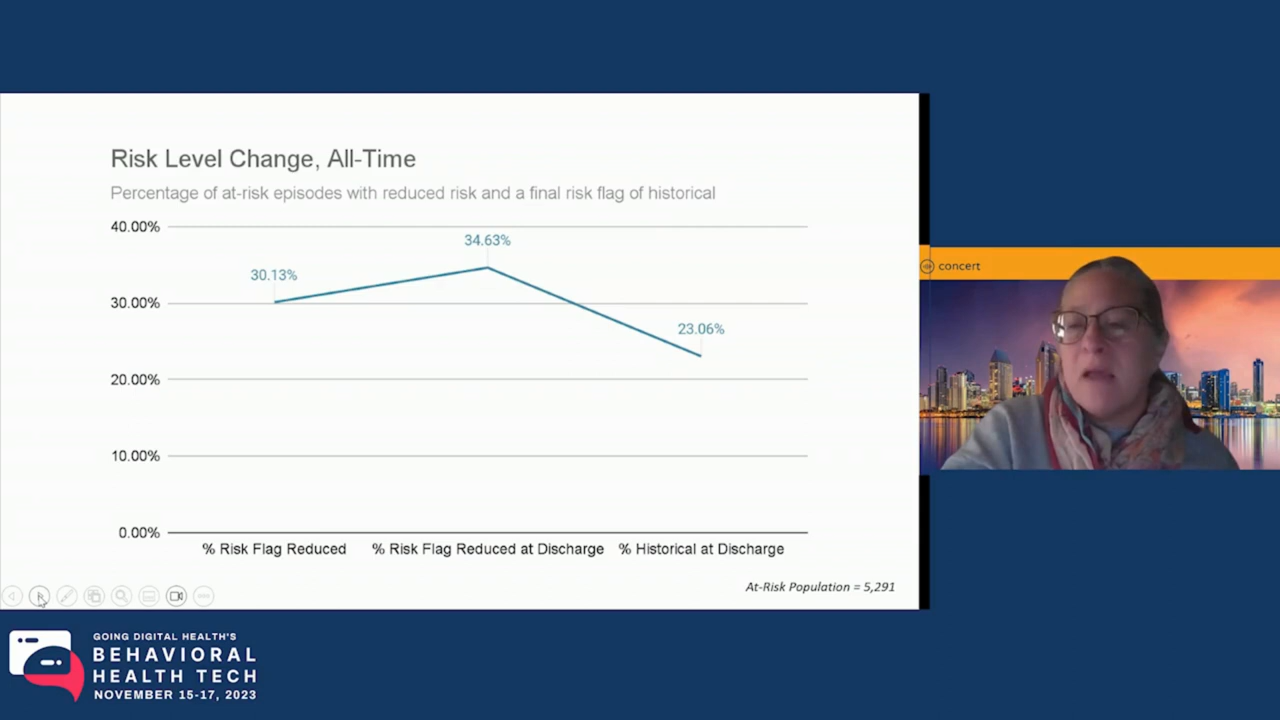 Risk Level Change, All-Time
Percentage of at-risk episodes with reduced risk and a final risk flag of historical
40.00%
34.63%
30.13%
30.00%
23.06%
20.00%
10.00%
0.00%
% Risk Flag Reduced
% Risk Flag Reduced at Discharge
% Historical at Discharge
At-Risk Population = 5,291
concert
GOING DIGITAL HEALTH'S
BEHAVIORAL
HEALTH TECH
NOVEMBER 15-17, 2023